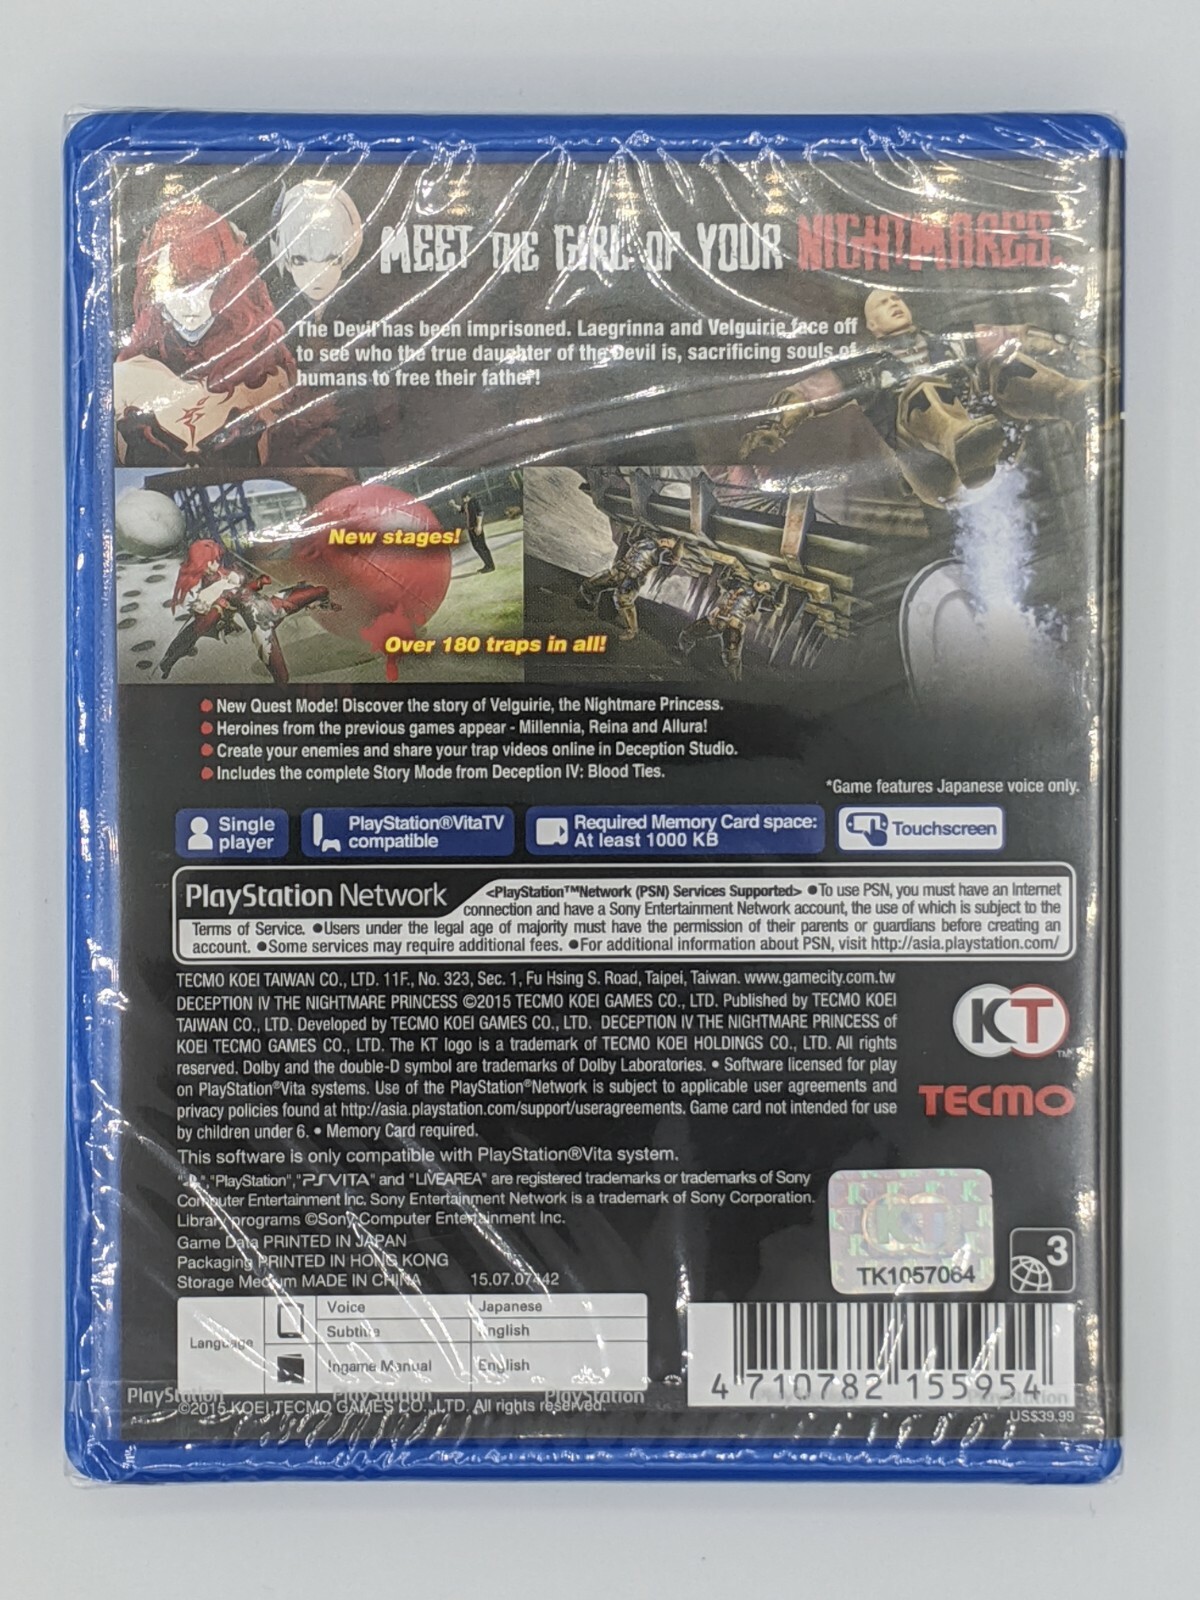 MEET THE GIRL OF YOUR NIGHTMARES.
The Devil has been imprisoned. Laegrinna and Velguirie face off
to see who the true daughter of the Devil is, sacrificing souls of
humans to free their father!
New stages!
Over 180 traps in all!
New Quest Mode! Discover the story of Velguirie, the Nightmare Princess.
Heroines from the previous games appear - Millennia, Reina and Allura!
Create your enemies and share your trap videos online in Deception Studio.
Includes the complete Story Mode from Deception IV: Blood Ties.
*Game features Japanese voice only.
Single player
PlayStation®VitaTV compatible
Required Memory Card space: At least 1000 KB
Touchscreen
PlayStation Network
<PlayStation™Network (PSN) Services Supported> ●To use PSN, you must have an Internet
connection and have a Sony Entertainment Network account, the use of which is subject to the
Terms of Service. ●Users under the legal age of majority must have the permission of their parents or guardians before creating an
account. ●Some services may require additional fees. ●For additional information about PSN, visit http://asia.playstation.com/
TECMO KOEI TAIWAN CO., LTD. 11F., No. 323, Sec. 1, Fu Hsing S. Road, Taipei, Taiwan. www.gamecity.com.tw
DECEPTION IV THE NIGHTMARE PRINCESS ©2015 TECMO KOEI GAMES CO., LTD. Published by TECMO KOEI
TAIWAN CO., LTD. Developed by TECMO KOEI GAMES CO., LTD. DECEPTION IV THE NIGHTMARE PRINCESS of
KOEI TECMO GAMES CO., LTD. The KT logo is a trademark of TECMO KOEI HOLDINGS CO., LTD. All rights
reserved. Dolby and the double-D symbol are trademarks of Dolby Laboratories. • Software licensed for play
on PlayStation®Vita systems. Use of the PlayStation®Network is subject to applicable user agreements and
privacy policies found at http://asia.playstation.com/support/useragreements. Game card not intended for use
by children under 6. • Memory Card required.
KT™
TECMO
This software is only compatible with PlayStation®Vita system.
"PlayStation", "PSVITA" and "LIVEAREA" are registered trademarks or trademarks of Sony
Computer Entertainment Inc. Sony Entertainment Network is a trademark of Sony Corporation.
Library programs ©Sony Computer Entertainment Inc.
Game Data PRINTED IN JAPAN
Packaging PRINTED IN HONG KONG
Storage Medium MADE IN CHINA 15.07.07442
KT
TK1057064
3
Language
Voice Japanese
Subtitle English
Ingame Manual English
4 710782 155954
PlayStation PlayStation PlayStation PlayStation
©2015 KOEI TECMO GAMES CO., LTD. All rights reserved.
US$39.99